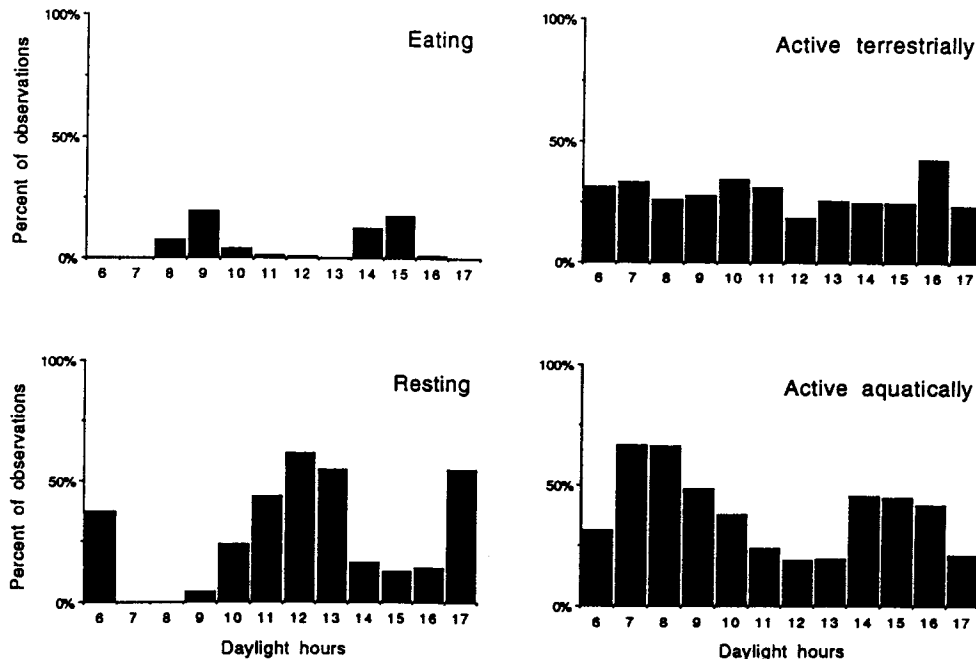 100%
Eating
50%
0%
6 7 8 9 10 11 12 13 14 15 16 17
Percent of observations
100%
Active terrestrially
50%
0%
6 7 8 9 10 11 12 13 14 15 16 17
100%
Resting
50%
0%
6 7 8 9 10 11 12 13 14 15 16 17
Percent of observations
Daylight hours
100%
Active aquatically
50%
0%
6 7 8 9 10 11 12 13 14 15 16 17
Daylight hours